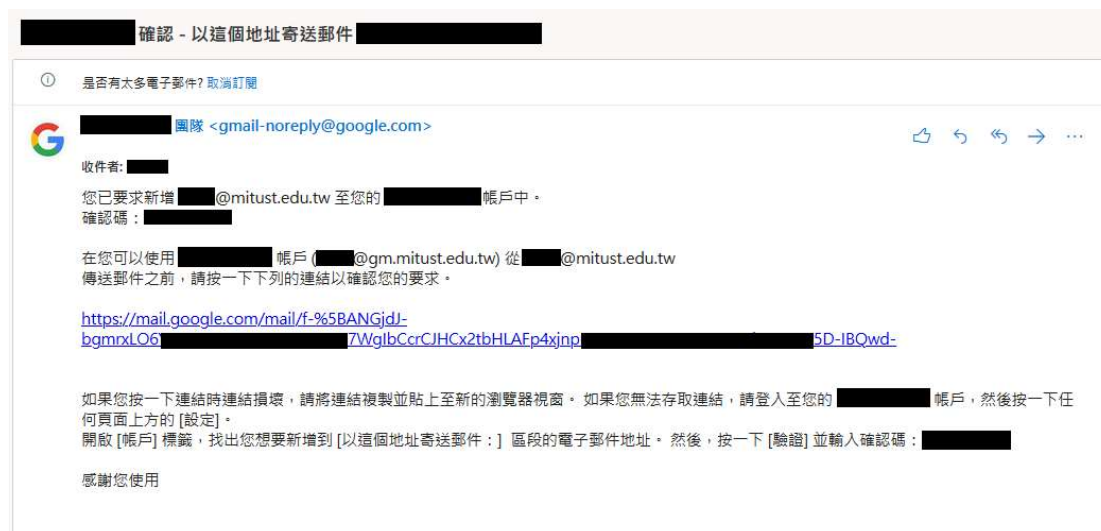 確認 - 以這個地址寄送郵件
是否有太多電子郵件? 取消訂閱
團隊 <gmail-noreply@google.com>
收件者:
您已要求新增 @mitust.edu.tw 至您的 帳戶中。
確認碼：
在您可以使用 帳戶 ( @gm.mitust.edu.tw) 從 @mitust.edu.tw
傳送郵件之前，請按一下下列的連結以確認您的要求。
https://mail.google.com/mail/f-%5BANGjdJ-
bgmrxLO6 7WgIbCcrCJHCx2tbHLAFp4xjnp 5D-IBQwd-
如果您按一下連結時連結損壞，請將連結複製並貼上至新的瀏覽器視窗。 如果您無法存取連結，請登入至您的 帳戶，然後按一下任
何頁面上方的 [設定]。
開啟 [帳戶] 標籤，找出您想要新增到 [以這個地址寄送郵件：] 區段的電子郵件地址。 然後，按一下 [驗證] 並輸入確認碼：
感謝您使用